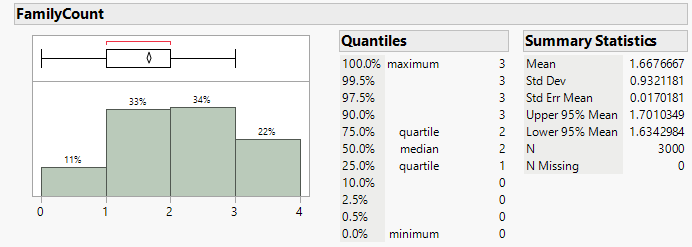 FamilyCount
11%
33%
34%
22%
0 1 2 3 4
Quantiles
100.0% maximum 3
99.5% 3
97.5% 3
90.0% 3
75.0% quartile 2
50.0% median 2
25.0% quartile 1
10.0% 0
2.5% 0
0.5% 0
0.0% minimum 0
Summary Statistics
Mean 1.6676667
Std Dev 0.9321181
Std Err Mean 0.0170181
Upper 95% Mean 1.7010349
Lower 95% Mean 1.6342984
N 3000
N Missing 0